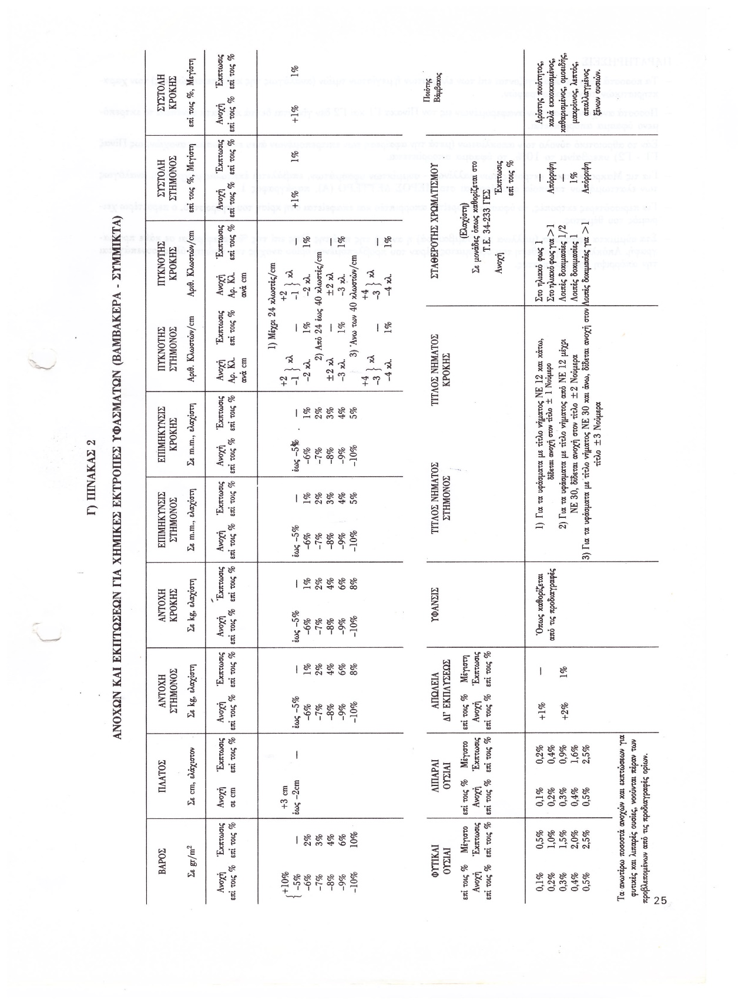 Γ) ΠΙΝΑΚΑΣ 2
ΑΝΟΧΩΝ ΚΑΙ ΕΚΠΤΩΣΕΩΝ ΓΙΑ ΧΗΜΙΚΕΣ ΕΚΤΡΟΠΕΣ ΥΦΑΣΜΑΤΩΝ (ΒΑΜΒΑΚΕΡΑ - ΣΥΜΜΙΚΤΑ)
ΒΑΡΟΣ
Σε gr/m²
Ανοχή Έκπτωσις
επί τοις % επί τοις %
+10%
-5% —
-6% 2%
-7% 3%
-8% 4%
-9% 6%
-10% 10%
ΠΛΑΤΟΣ
Σε cm, ελάχιστον
Ανοχή Έκπτωσις
σε cm επί τοις %
+3 cm
έως -2cm —
ΑΝΤΟΧΗ
ΣΤΗΜΟΝΟΣ
Σε kg, ελαχίστη
Ανοχή Έκπτωσις
επί τοις % επί τοις %
έως -5% —
-6% 1%
-7% 2%
-8% 4%
-9% 6%
-10% 8%
ΑΝΤΟΧΗ
ΚΡΟΚΗΣ
Σε kg, ελαχίστη
Ανοχή Έκπτωσις
επί τοις % επί τοις %
έως -5% —
-6% 1%
-7% 2%
-8% 4%
-9% 6%
-10% 8%
ΕΠΙΜΗΚΥΝΣΙΣ
ΣΤΗΜΟΝΟΣ
Σε m.m., ελαχίστη
Ανοχή Έκπτωσις
επί τοις % επί τοις %
έως -5% —
-6% 1%
-7% 2%
-8% 3%
-9% 4%
-10% 5%
ΕΠΙΜΗΚΥΝΣΙΣ
ΚΡΟΚΗΣ
Σε m.m., ελαχίστη
Ανοχή Έκπτωσις
επί τοις % επί τοις %
έως -5% —
-6% 1%
-7% 2%
-8% 3%
-9% 4%
-10% 5%
ΠΥΚΝΟΤΗΣ ΠΥΚΝΟΤΗΣ
ΣΤΗΜΟΝΟΣ ΚΡΟΚΗΣ
Αριθ. Κλωστών/cm Αριθ. Κλωστών/cm
Ανοχή Έκπτωσις Ανοχή Έκπτωσις
Αρ. Κλ. επί τοις % Αρ. Κλ. επί τοις %
ανά cm ανά cm
1) Μέχρι 24 κλωστές/cm
+2 +2
-1 } κλ — -1 } κλ —
-2 κλ. 1% -2 κλ. 1%
2) Από 24 έως 40 κλωστές/cm
±2 κλ — ±2 κλ —
-3 κλ. 1% -3 κλ. 1%
3) Άνω των 40 κλωστών/cm
+4 +4
-3 } κλ — -3 } κλ —
-4 κλ. 1% -4 κλ. 1%
ΣΥΣΤΟΛΗ
ΣΤΗΜΟΝΟΣ
επί τοις %, Μεγίστη
Ανοχή Έκπτωσις
επί τοις % επί τοις %
+1% 1%
ΣΥΣΤΟΛΗ
ΚΡΟΚΗΣ
επί τοις %, Μεγίστη
Ανοχή Έκπτωσις
επί τοις % επί τοις %
+1% 1%
ΦΥΤΙΚΑΙ
ΟΥΣΙΑΙ
επί τοις % Μέγιστο
Ανοχή Έκπτωσις
επί τοις % επί τοις %
0,1% 0,5%
0,2% 1,0%
0,3% 1,5%
0,4% 2,0%
0,5% 2,5%
ΛΙΠΑΡΑΙ
ΟΥΣΙΑΙ
επί τοις % Μέγιστο
Ανοχή Έκπτωσις
επί τοις % επί τοις %
0,1% 0,2%
0,2% 0,4%
0,3% 0,9%
0,4% 1,6%
0,5% 2,5%
Τα ανωτέρω ποσοστά ανοχών και εκπτώσεων για
φυτικές και λιπαρές ουσίες, νοούνται πέραν των
προβλεπομένων από τις προδιαγραφές ορίων.
ΑΠΩΛΕΙΑ
ΔΙ' ΕΚΠΛΥΣΕΩΣ
επί τοις % Μέγιστη
Ανοχή Έκπτωσις
επί τοις % επί τοις %
+1% —
+2% 1%
ΥΦΑΝΣΙΣ
Όπως καθορίζεται
από τις προδιαγραφές
ΤΙΤΛΟΣ ΝΗΜΑΤΟΣ ΤΙΤΛΟΣ ΝΗΜΑΤΟΣ
ΣΤΗΜΟΝΟΣ ΚΡΟΚΗΣ
1) Για τα υφάσματα με τίτλο νήματος ΝΕ 12 και κάτω,
δίδεται ανοχή στον τίτλο ± 1 Νούμερο
2) Για τα υφάσματα με τίτλο νήματος από ΝΕ 12 μέχρι
ΝΕ 30, δίδεται ανοχή στον τίτλο ±2 Νούμερα
3) Για τα υφάσματα με τίτλο νήματος ΝΕ 30 και άνω, δίδεται ανοχή στον
τίτλο ±3 Νούμερα
ΣΤΑΘΕΡΟΤΗΣ ΧΡΩΜΑΤΙΣΜΟΥ
(Ελαχίστη)
Σε μονάδες όπως καθορίζεται στο
Τ.Ε. 34-233 ΓΕΣ
Ανοχή Έκπτωσις
επί τοις %
Στο ηλιακό φως 1 —
Στο ηλιακό φως για >1 Απόρριψη
Λοιπές δοκιμασίες 1/2 —
Λοιπές δοκιμασίες 1 1%
Λοιπές δοκιμασίες για >1 Απόρριψη
Ποιότης
Βάμβακος
Αρίστης ποιότητος,
καλά εκκοκκισμένος,
καθαρισμένος, ομοειδής,
μακρόινος, λεπτός,
απαλλαγμένος
ξένων ουσιών.
25